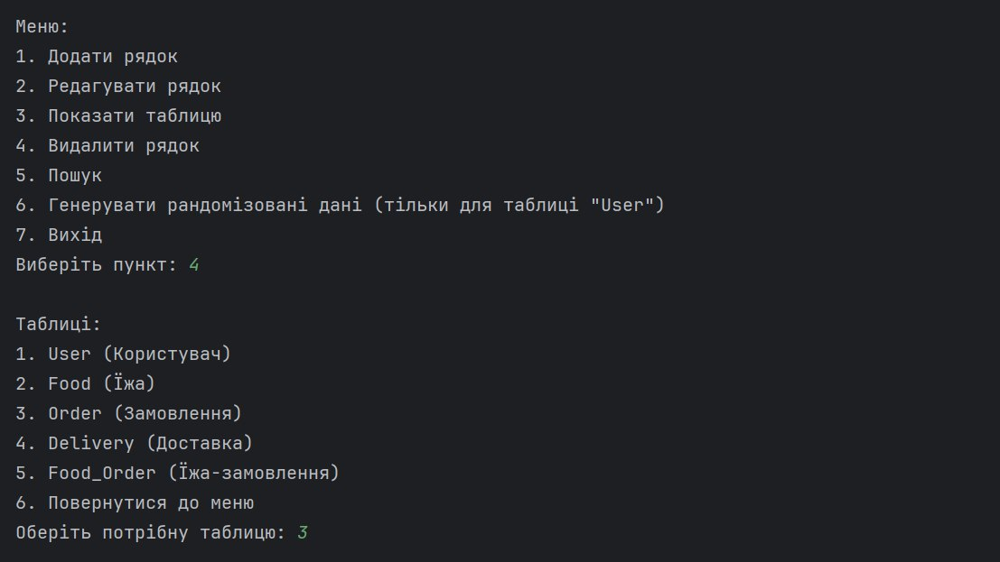 Меню:
1. Додати рядок
2. Редагувати рядок
3. Показати таблицю
4. Видалити рядок
5. Пошук
6. Генерувати рандомізовані дані (тільки для таблиці "User")
7. Вихід
Виберіть пункт: 4
Таблиці:
1. User (Користувач)
2. Food (Їжа)
3. Order (Замовлення)
4. Delivery (Доставка)
5. Food_Order (Їжа-замовлення)
6. Повернутися до меню
Оберіть потрібну таблицю: 3